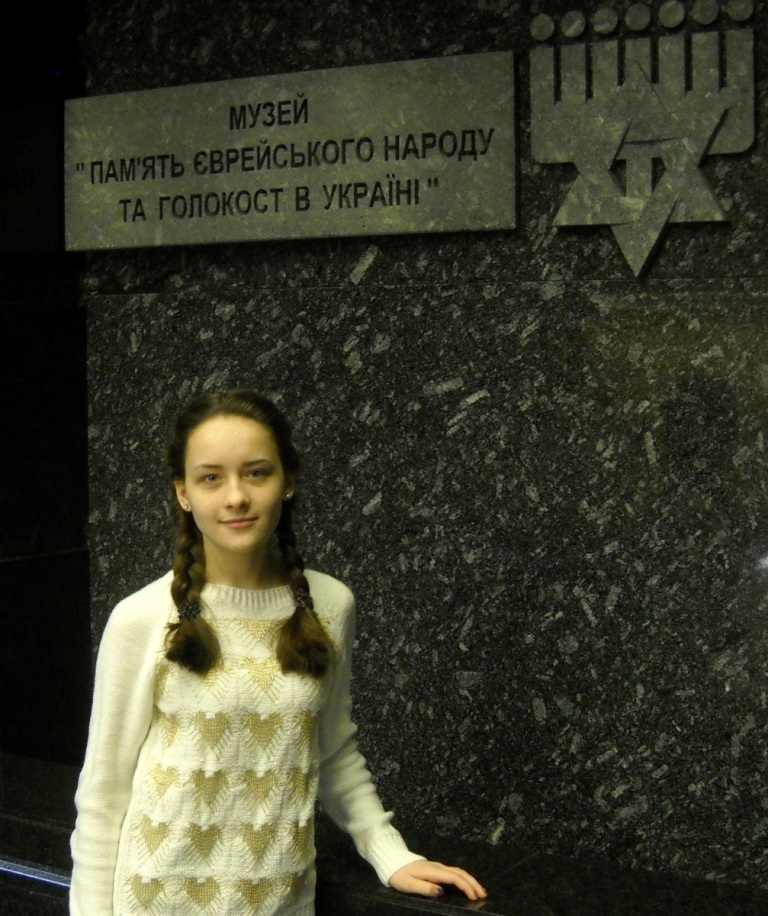 МУЗЕЙ
"ПАМ'ЯТЬ ЄВРЕЙСЬКОГО НАРОДУ
ТА ГОЛОКОСТ В УКРАЇНІ"